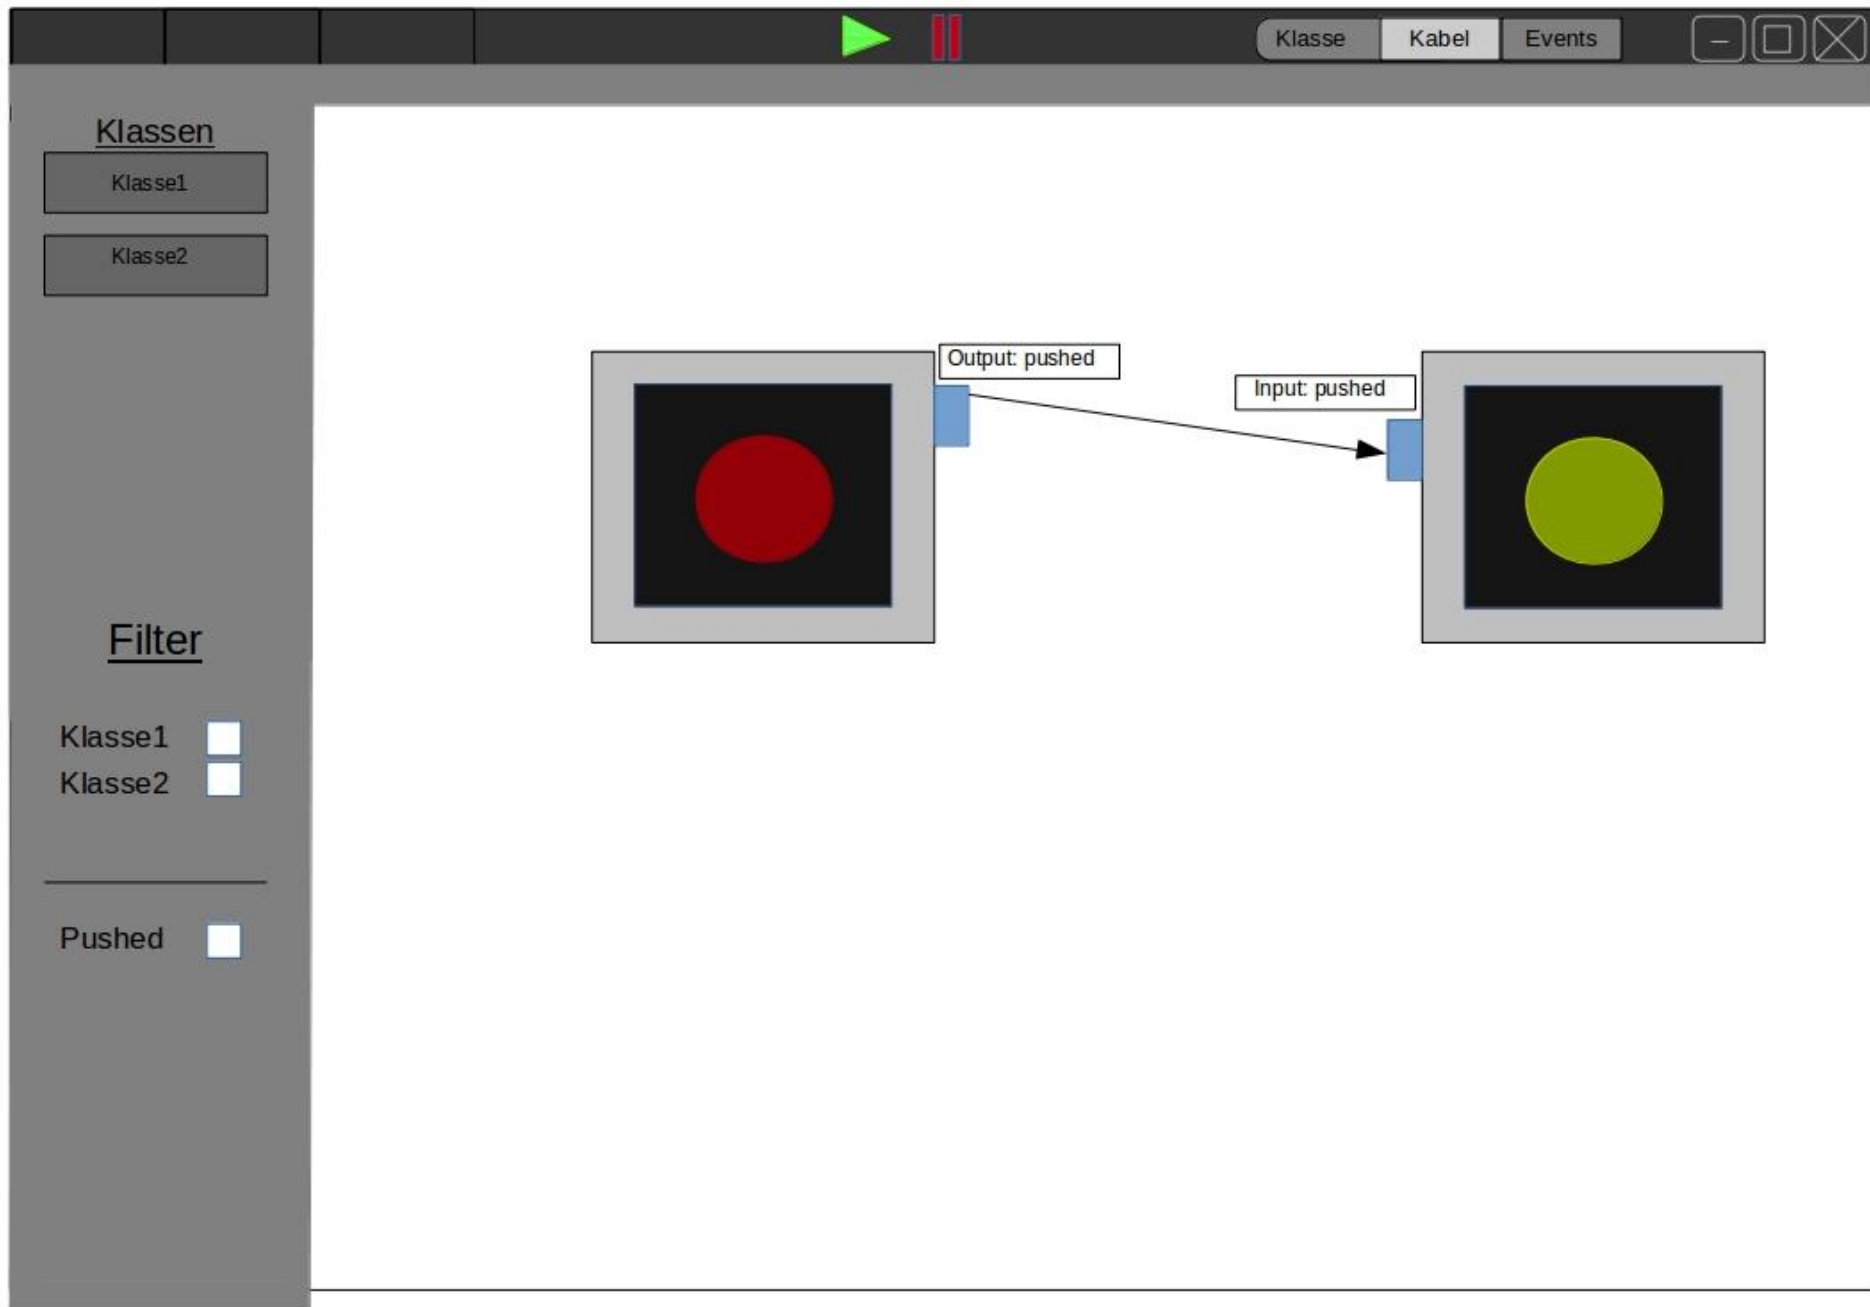 Klasse
Kabel
Events
Klassen
Klasse1
Klasse2
Output: pushed
Input: pushed
Filter
Klasse1
Klasse2
Pushed